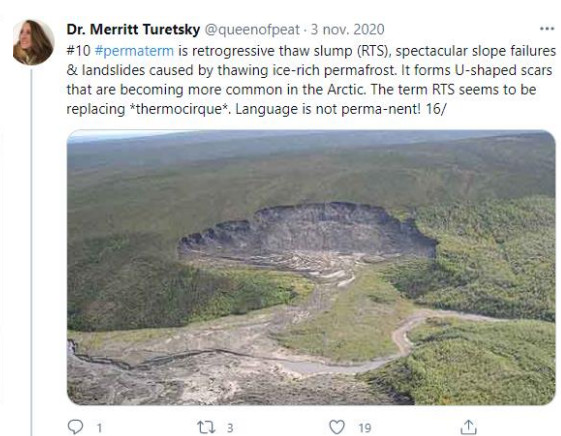 Dr. Merritt Turetsky @queenofpeat · 3 nov. 2020
#10 #permaterm is retrogressive thaw slump (RTS), spectacular slope failures
& landslides caused by thawing ice-rich permafrost. It forms U-shaped scars
that are becoming more common in the Arctic. The term RTS seems to be
replacing *thermocirque*. Language is not perma-nent! 16/
1 3 19